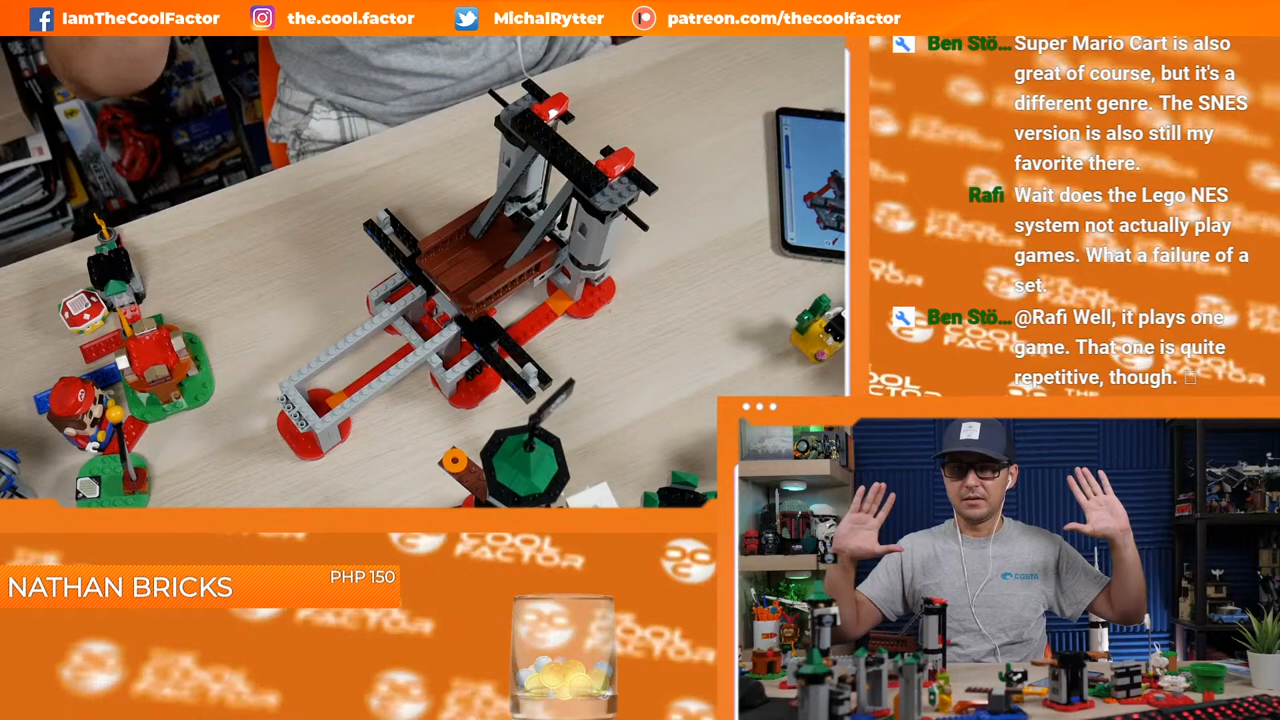 IamTheCoolFactor the.cool.factor MichalRytter patreon.com/thecoolfactor
Ben Stö... Super Mario Cart is also
great of course, but it's a
different genre. The SNES
version is also still my
favorite there.
Rafi Wait does the Lego NES
system not actually play
games. What a failure of a
set.
Ben Stö... @Rafi Well, it plays one
game. That one is quite
repetitive, though.
NATHAN BRICKS PHP 150
COOL
FACTOR
COSTA